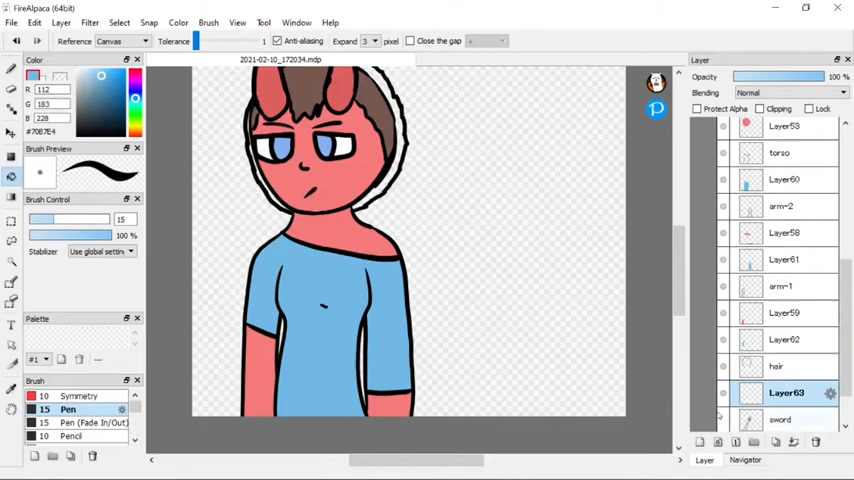 FireAlpaca (64bit)
File Edit Layer Filter Select Snap Color Brush View Tool Window Help
Reference Canvas Tolerance 1 Anti-aliasing Expand 3 pixel Close the gap
Color
2021-02-10_172034.mdp
Layer
R 112
G 183
B 228
#70B7E4
Opacity 100 %
Blending Normal
Protect Alpha Clipping Lock
Layer53
torso
Layer60
arm-2
Layer58
Layer61
arm-1
Layer59
Layer62
hair
Layer63
sword
Brush Preview
Brush Control
15
100 %
Stabilizer Use global settin
Palette
#1
Brush
10 Symmetry
15 Pen
15 Pen (Fade In/Out)
10 Pencil
Layer Navigator